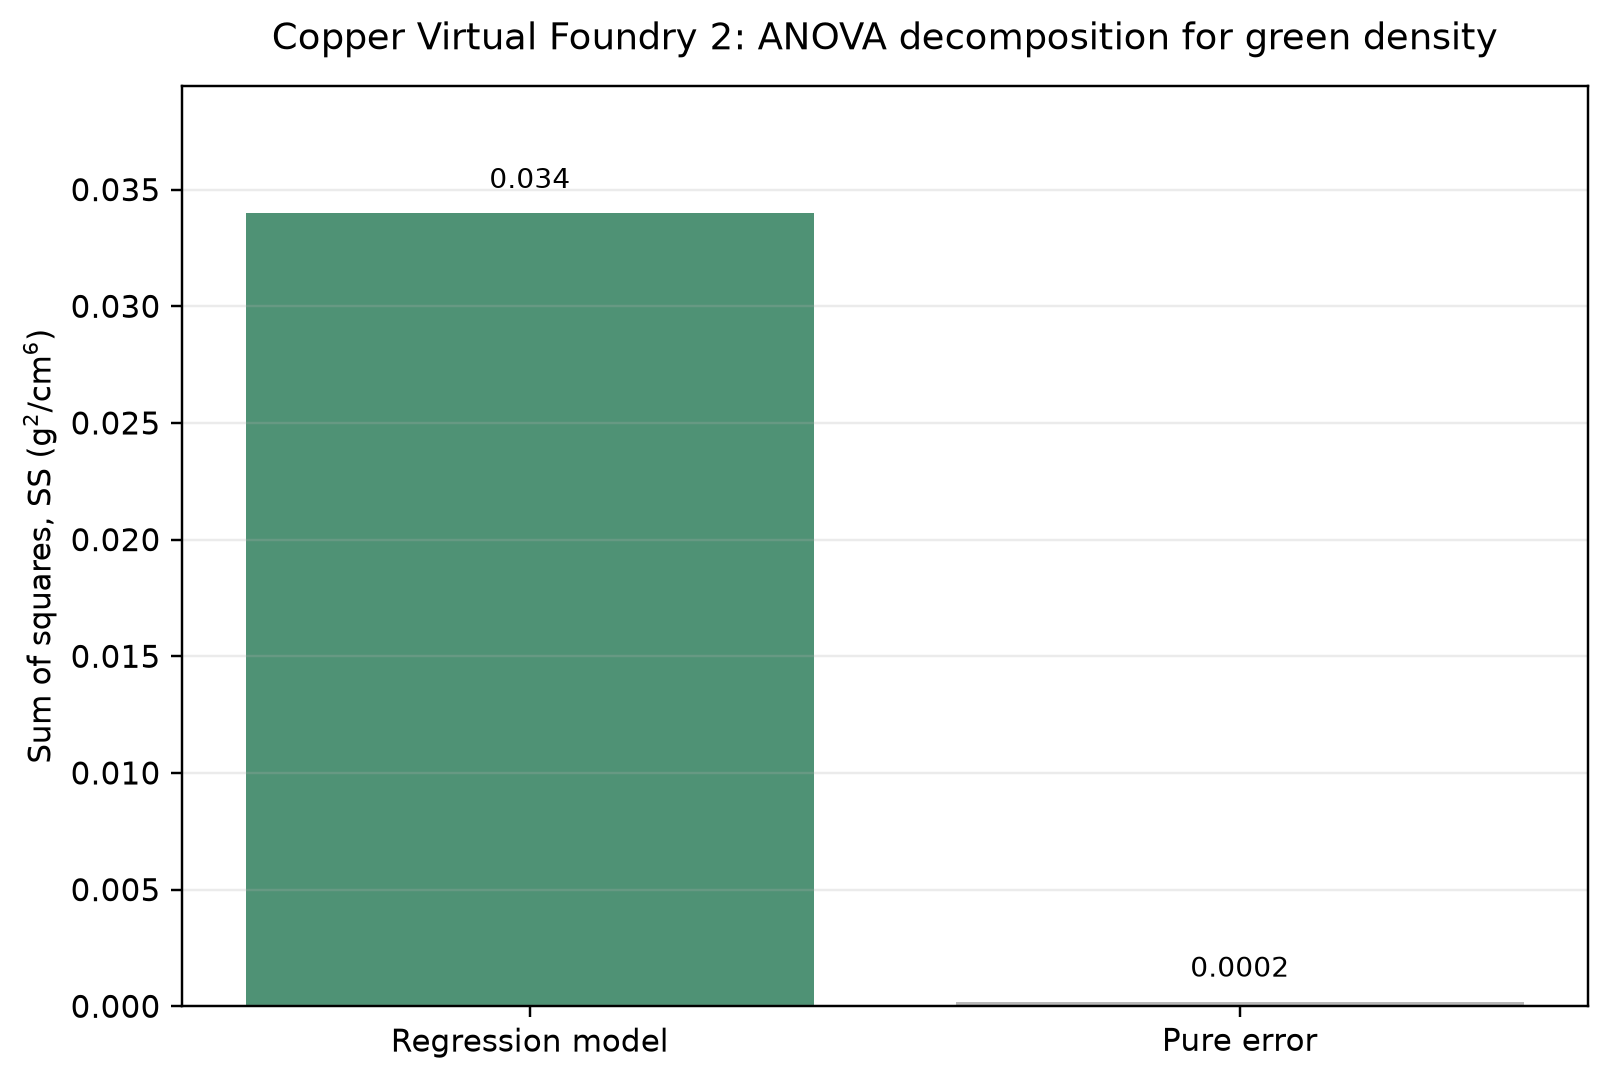 Copper Virtual Foundry 2: ANOVA decomposition for green density
Sum of squares, SS (g²/cm⁶)
0.035
0.030
0.025
0.020
0.015
0.010
0.005
0.000
0.034
0.0002
Regression model
Pure error